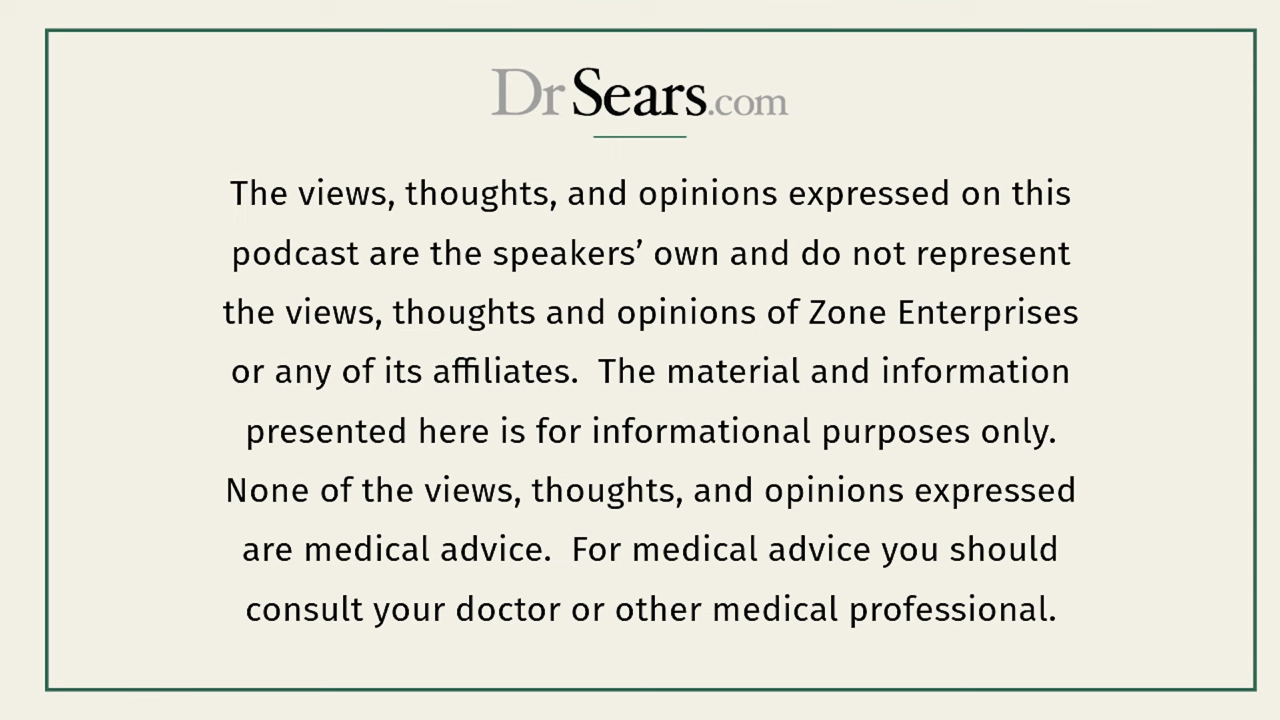 DrSears.com
The views, thoughts, and opinions expressed on this
podcast are the speakers’ own and do not represent
the views, thoughts and opinions of Zone Enterprises
or any of its affiliates.  The material and information
presented here is for informational purposes only.
None of the views, thoughts, and opinions expressed
are medical advice.  For medical advice you should
consult your doctor or other medical professional.